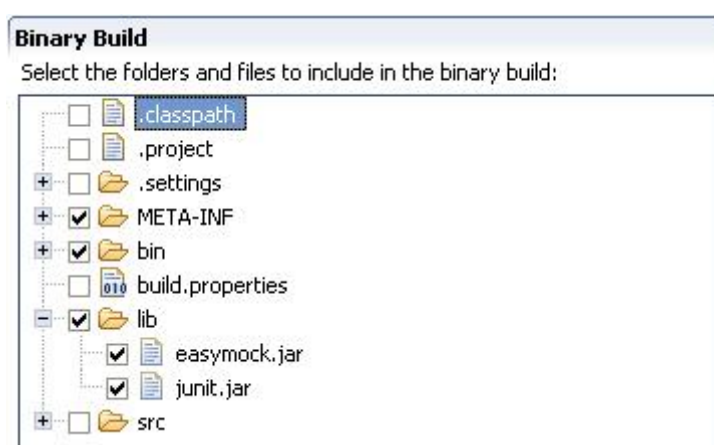 Binary Build
Select the folders and files to include in the binary build:
.classpath
.project
.settings
META-INF
bin
build.properties
lib
easymock.jar
junit.jar
src